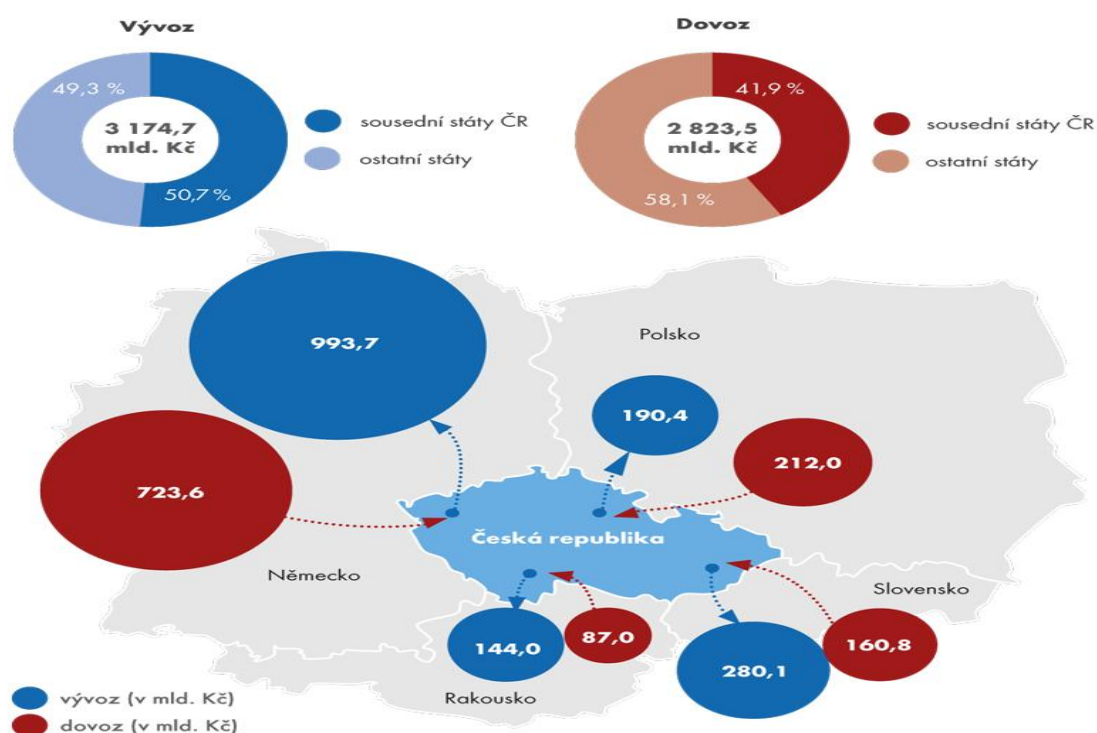 Vývoz
49,3 %
3 174,7
mld. Kč
50,7 %
sousední státy ČR
ostatní státy
Dovoz
41,9 %
2 823,5
mld. Kč
58,1 %
sousední státy ČR
ostatní státy
993,7
Polsko
190,4
212,0
723,6
Česká republika
Německo
Slovensko
144,0
87,0
280,1
160,8
Rakousko
vývoz (v mld. Kč)
dovoz (v mld. Kč)